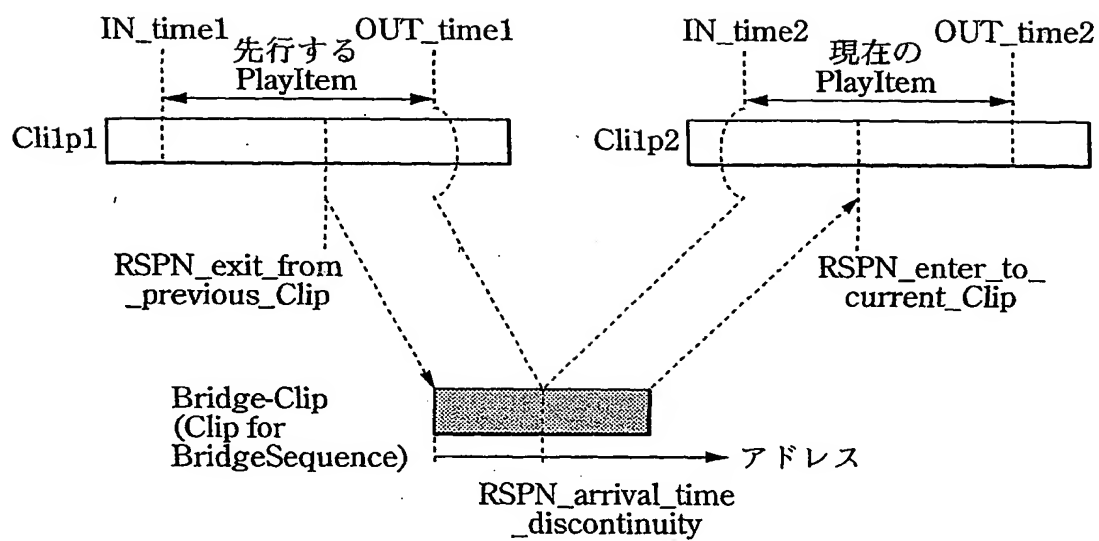 IN_time1
OUT_time1
先行する
PlayItem
IN_time2
OUT_time2
現在の
PlayItem
Cli1p1
Cli1p2
RSPN_exit_from
_previous_Clip
RSPN_enter_to_
current_Clip
Bridge-Clip
(Clip for
BridgeSequence)
アドレス
RSPN_arrival_time
_discontinuity